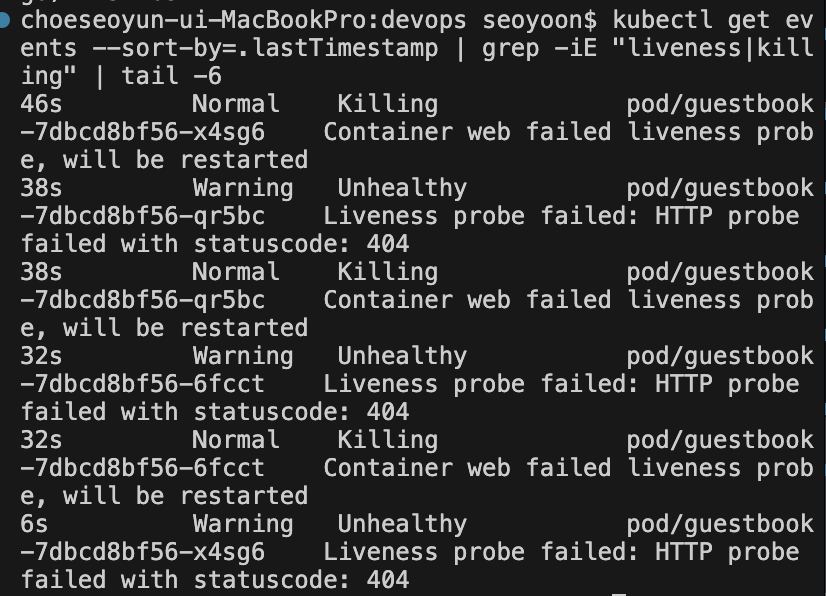 choeseoyun-ui-MacBookPro:devops seoyoon$ kubectl get ev
ents --sort-by=.lastTimestamp | grep -iE "liveness|kill
ing" | tail -6
46s         Normal    Killing             pod/guestbook
-7dbcd8bf56-x4sg6    Container web failed liveness prob
e, will be restarted
38s         Warning   Unhealthy           pod/guestbook
-7dbcd8bf56-qr5bc    Liveness probe failed: HTTP probe
failed with statuscode: 404
38s         Normal    Killing             pod/guestbook
-7dbcd8bf56-qr5bc    Container web failed liveness prob
e, will be restarted
32s         Warning   Unhealthy           pod/guestbook
-7dbcd8bf56-6fcct    Liveness probe failed: HTTP probe
failed with statuscode: 404
32s         Normal    Killing             pod/guestbook
-7dbcd8bf56-6fcct    Container web failed liveness prob
e, will be restarted
6s          Warning   Unhealthy           pod/guestbook
-7dbcd8bf56-x4sg6    Liveness probe failed: HTTP probe
failed with statuscode: 404